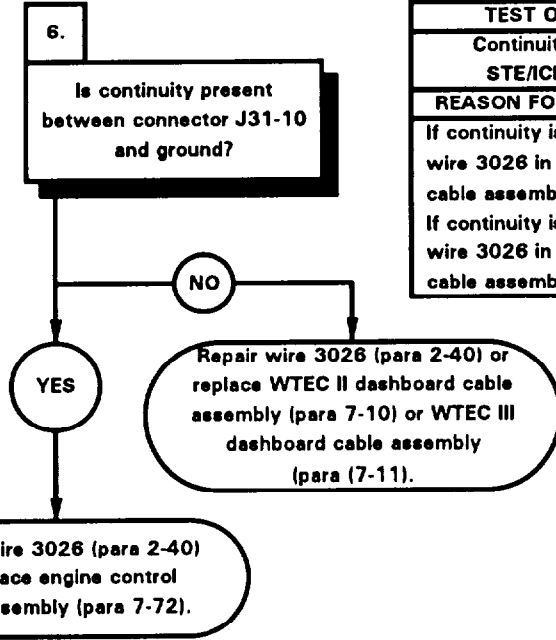 6.
Is continuity present
between connector J31-10
and ground?
TEST O
Continuit
STE/ICE
REASON FO
If continuity is
wire 3026 in
cable assemb
If continuity is
wire 3026 in
cable assemb
NO
YES
Repair wire 3026 (para 2-40) or
replace WTEC II dashboard cable
assembly (para 7-10) or WTEC III
dashboard cable assembly
(para (7-11).
ire 3026 (para 2-40)
ace engine control
sembly (para 7-72).